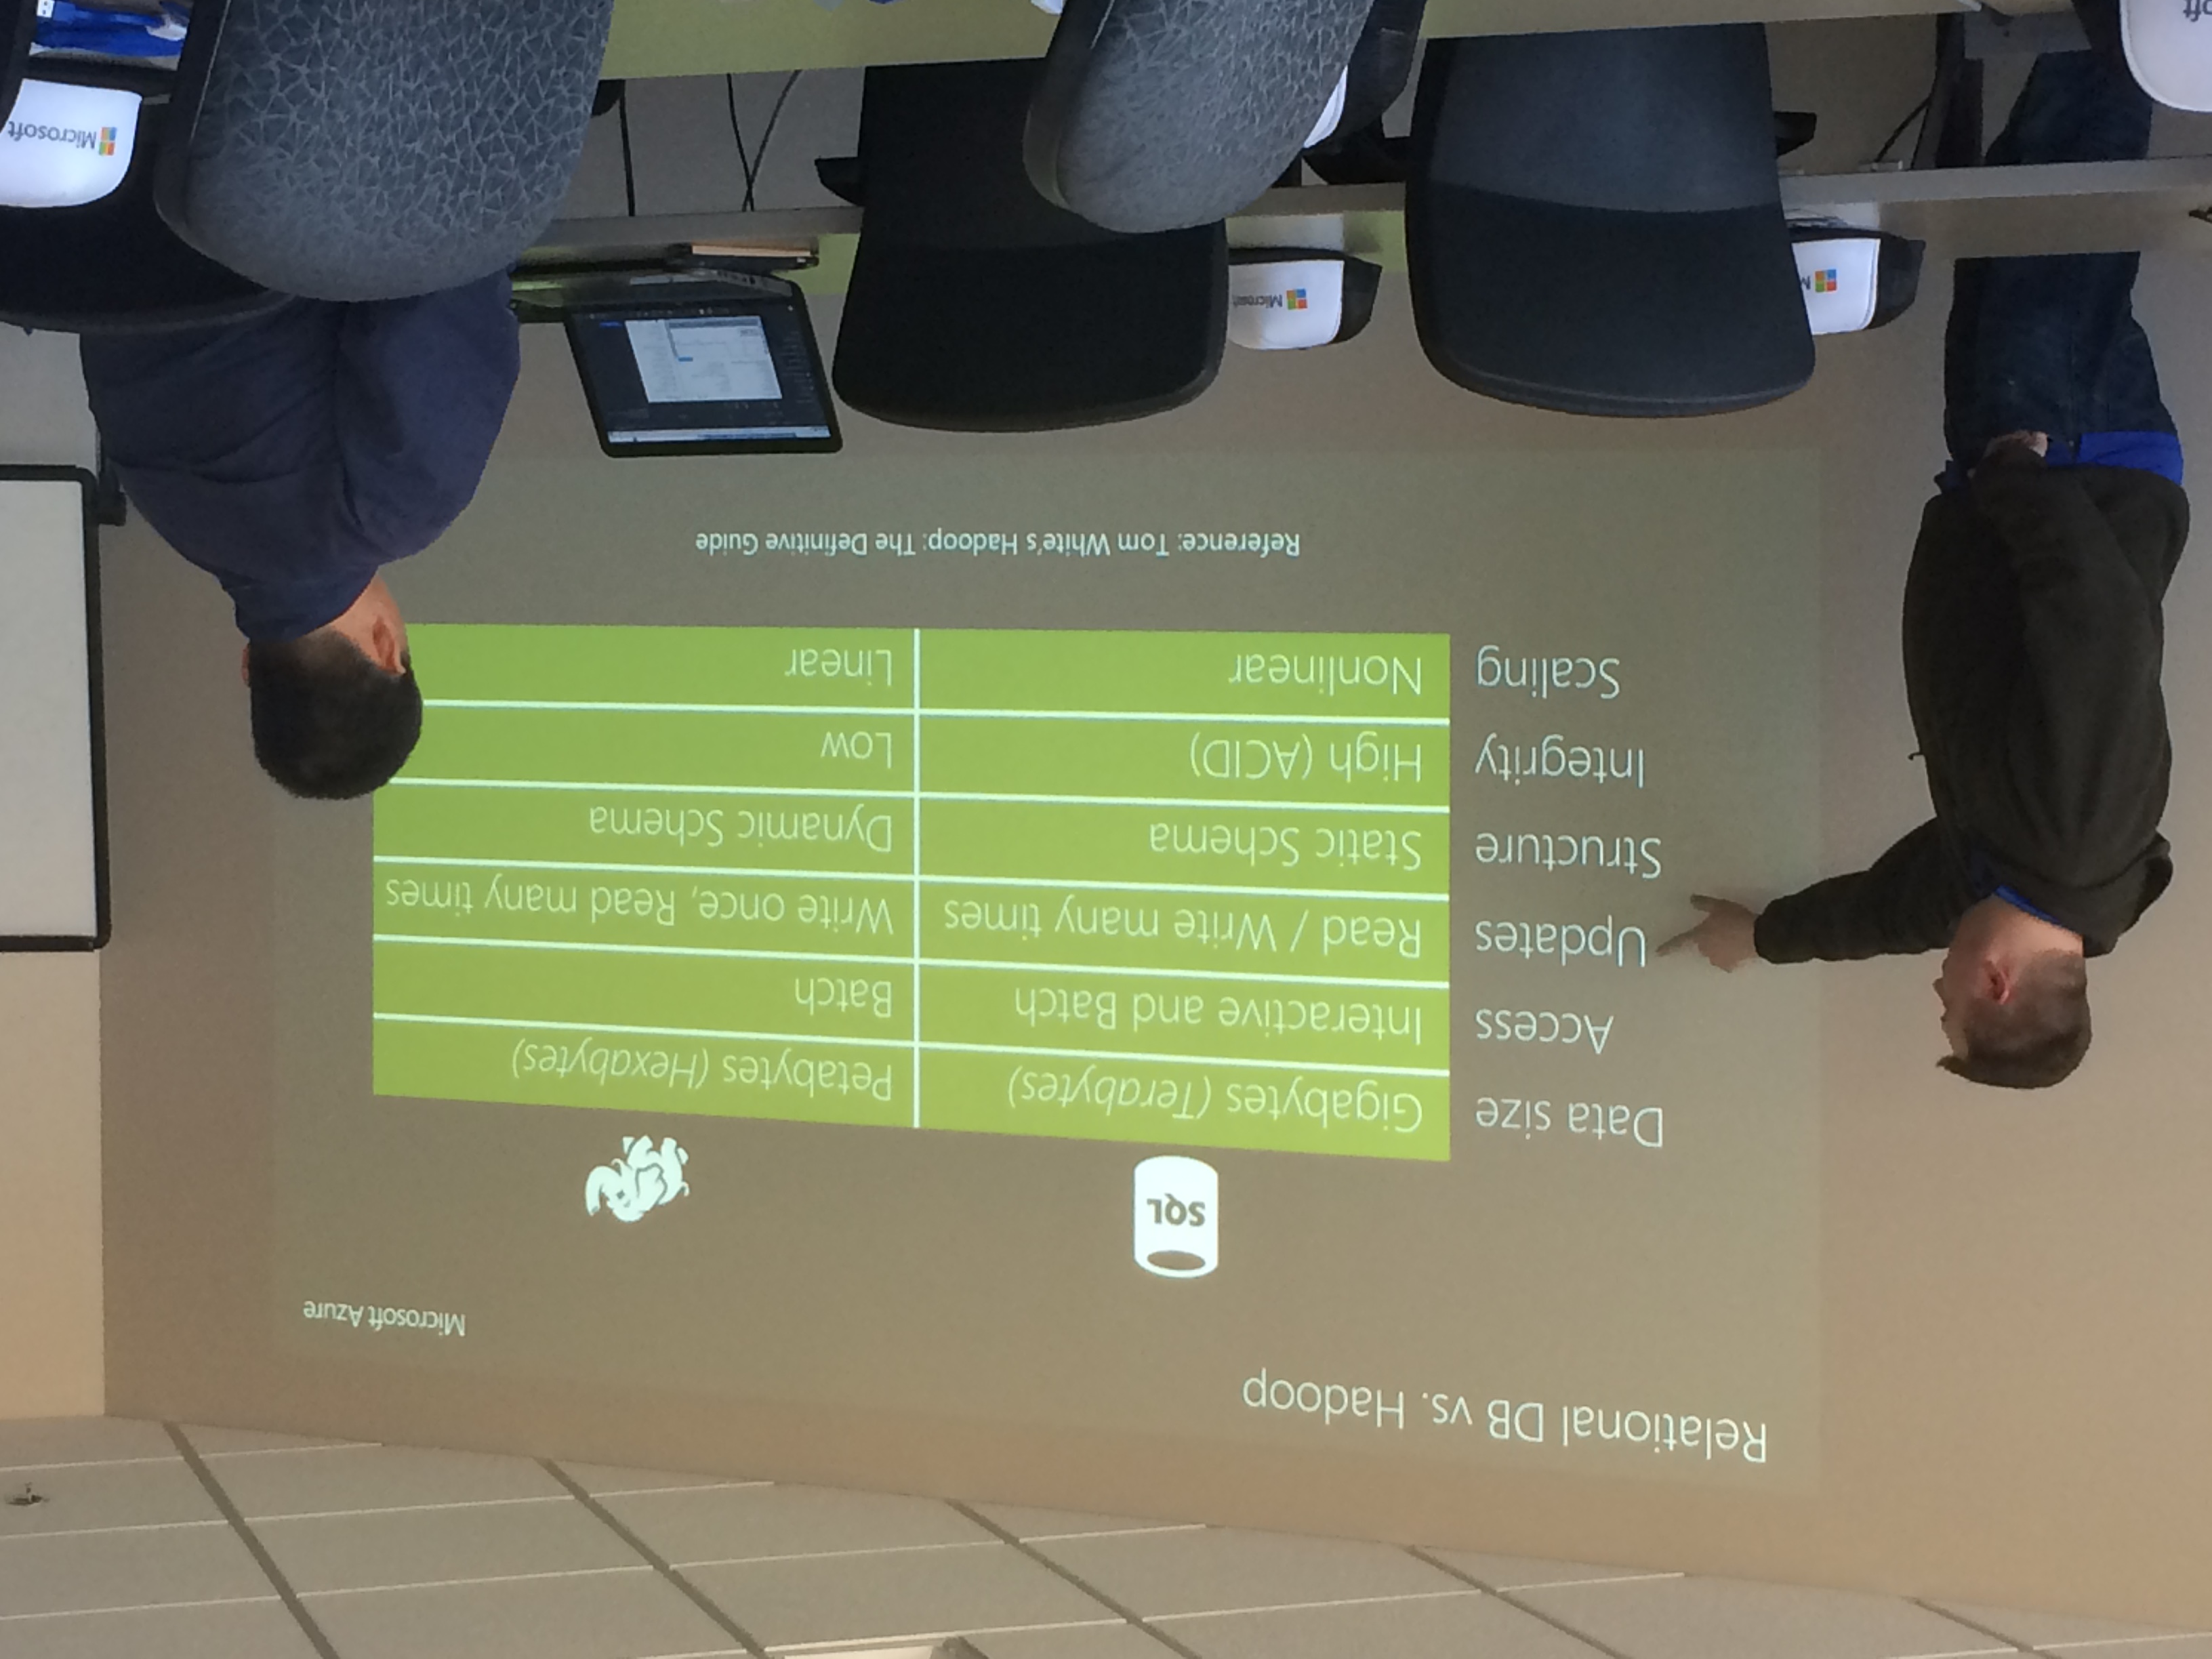 Relational DB vs. Hadoop
Microsoft Azure
SQL
Data size Gigabytes (Terabytes) Petabytes (Hexabytes)
Access Interactive and Batch Batch
Updates Read / Write many times Write once, Read many times
Structure Static Schema Dynamic Schema
Integrity High (ACID) Low
Scaling Nonlinear Linear
Reference: Tom White's Hadoop: The Definitive Guide
M
Microsoft
Microsoft
oft